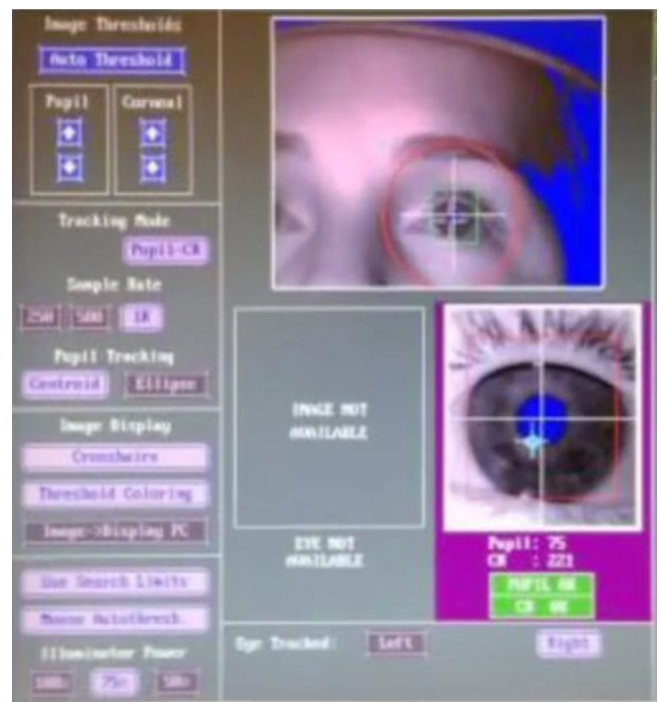 Image Thresholds
Auto Threshold
Pupil Corneal
Tracking Mode
Pupil-CR
Sample Rate
250 500 1K
Pupil Tracking
Centroid Ellipse
Image Display
Crosshairs
Threshold Coloring
Image->Display PC
Use Search Limits
Mouse Autothresh.
Illuminator Power
100% 75% 50%
IMAGE NOT
AVAILABLE
EYE NOT
AVAILABLE
Pupil: 75
CR : 221
PUPIL OK
CR OK
Eye Tracked: Left Right